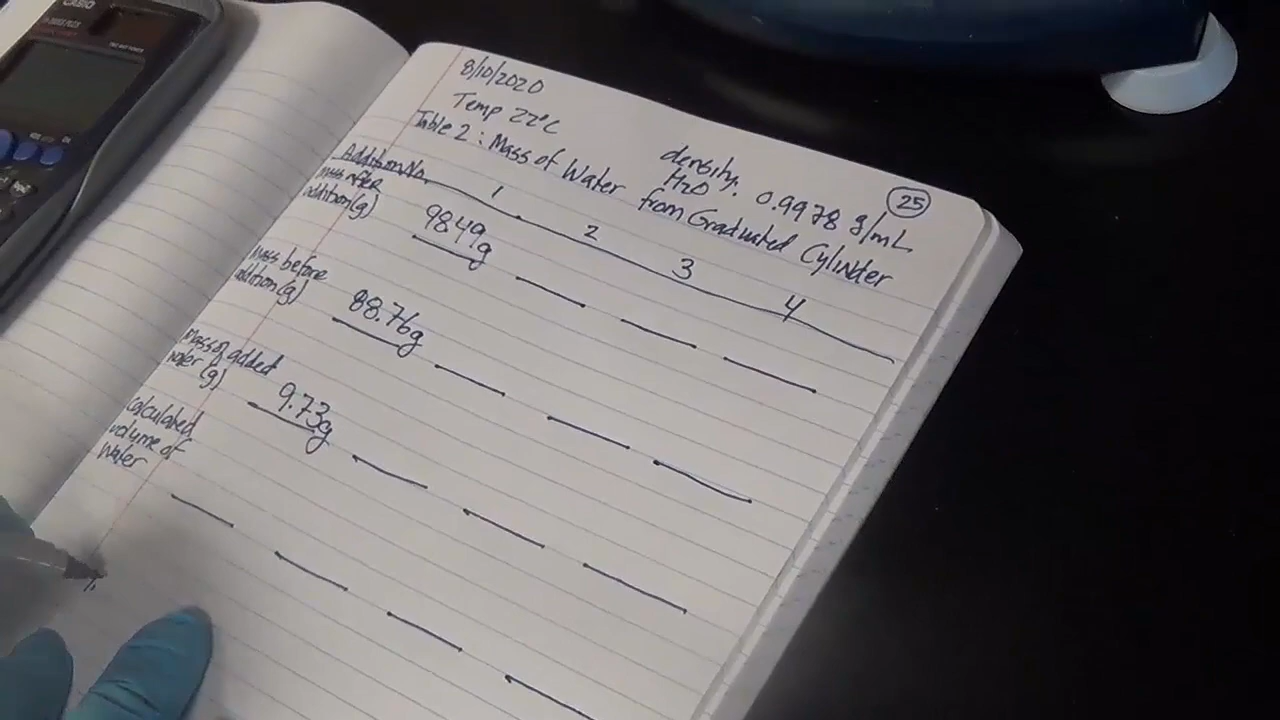 CASIO
8/10/2020
Temp 22°C
density H2O: 0.9978 g/mL
25
Table 2: Mass of Water from Graduated Cylinder
Addition No. 1 2 3 4
Mass After addition (g) 98.49g
Mass before addition (g) 88.76g
Mass of added water (g) 9.73g
Calculated volume of Water